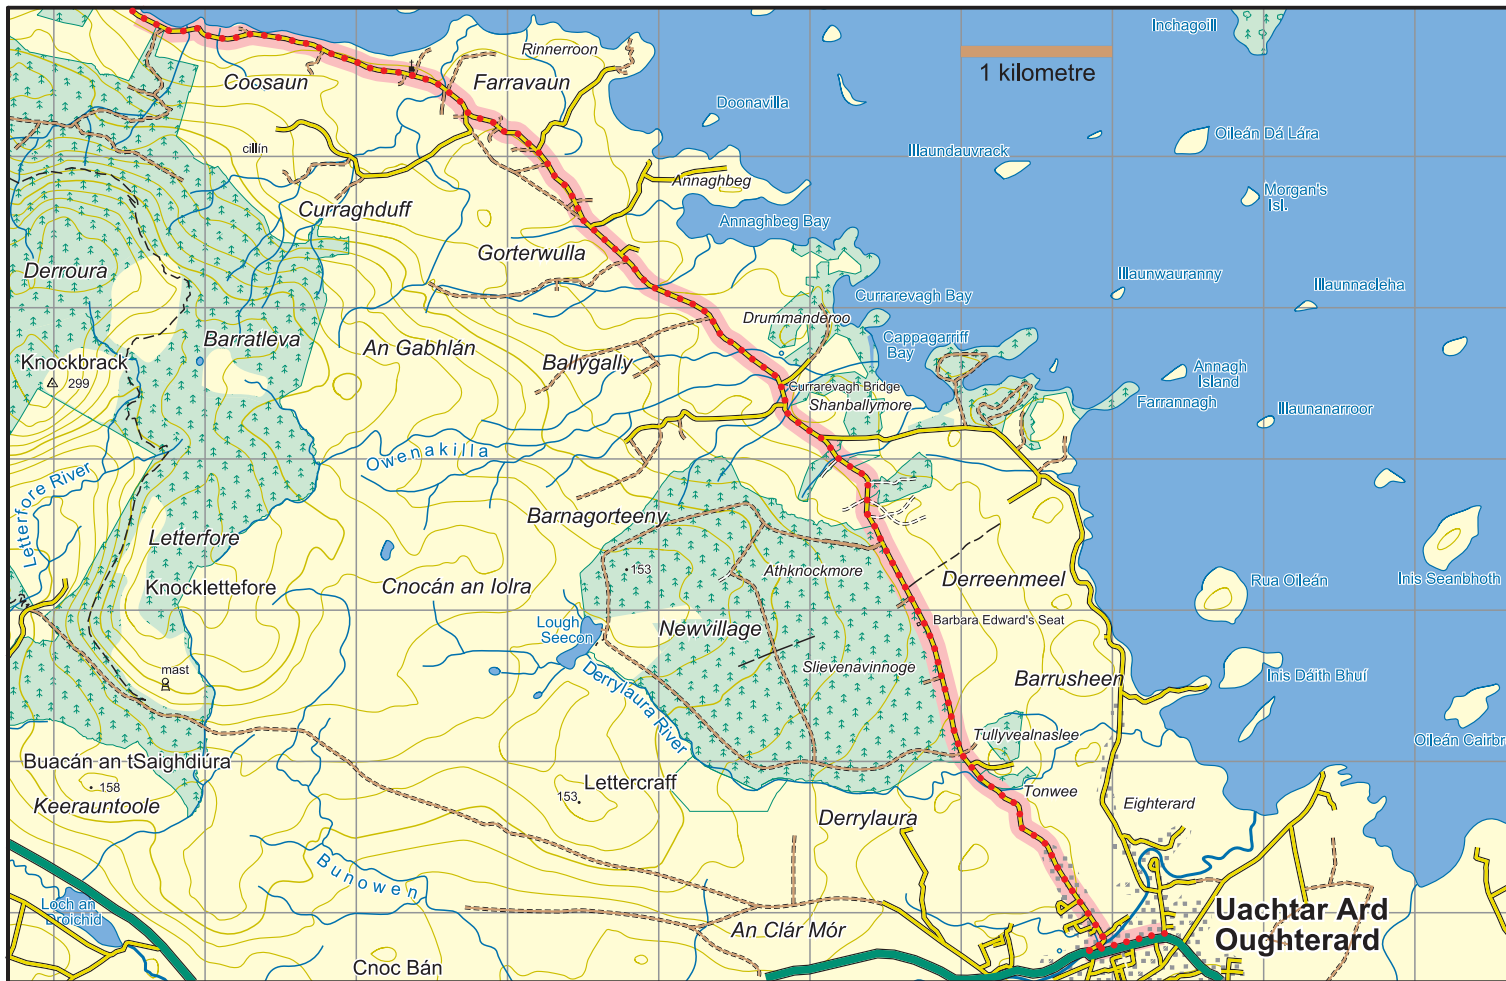 Inchagoill
Rinnerroon
Coosaun
Farravaun
1 kilometre
Doonavilla
Oileán Dá Lára
cillín
Illaundauvrack
Annaghbeg
Morgan's
Isl.
Curraghduff
Annaghbeg Bay
Gorterwulla
Derroura
Illaunwauranny
Illaunnacleha
Currarevagh Bay
Drummanderoo
Barratleva
An Gabhlán
Cappagarriff
Bay
Knockbrack
299
Ballygally
Annagh
Island
Currarevagh Bridge
Shanballymore
Farrannagh
Illaunanarroor
Owenakilla
Letterfore River
Barnagorteeny
Letterfore
153
Athknockmore
Derreenmeel
Rua Oileán
Inis Seanbhoth
Knocklettefore
Cnocán an Iolra
Lough
Seecon
Newvillage
Barbara Edward's Seat
mast
Slievenavinnoge
Barrusheen
Inis Dáith Bhuí
Derrylaura River
Tullyvealnaslee
Oileán Cairbr
Buacán an tSaighdiúra
158
Keerauntoole
Lettercraff
153
Tonwee
Eighterard
Derrylaura
Bunowen
Loch an
Droichid
An Clár Mór
Uachtar Ard
Oughterard
Cnoc Bán